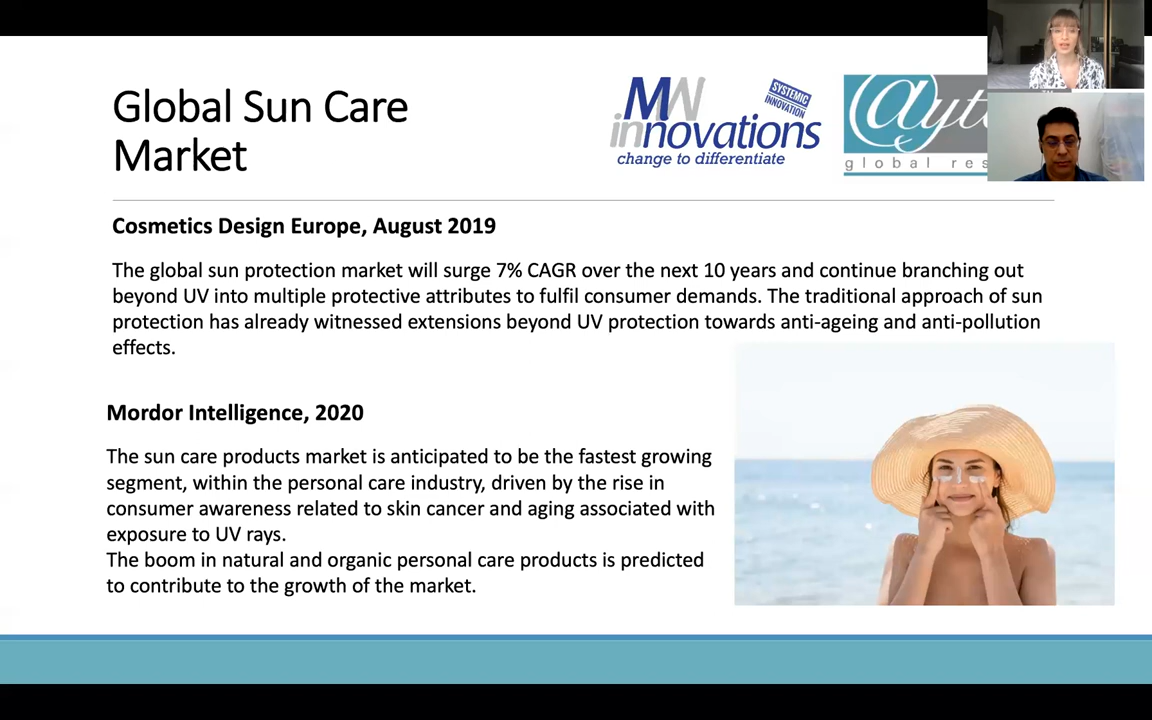 Global Sun Care
Market
MW
innovations
change to differentiate
SYSTEMIC
INNOVATION
global
Cosmetics Design Europe, August 2019
The global sun protection market will surge 7% CAGR over the next 10 years and continue branching out
beyond UV into multiple protective attributes to fulfil consumer demands. The traditional approach of sun
protection has already witnessed extensions beyond UV protection towards anti-ageing and anti-pollution
effects.
Mordor Intelligence, 2020
The sun care products market is anticipated to be the fastest growing
segment, within the personal care industry, driven by the rise in
consumer awareness related to skin cancer and aging associated with
exposure to UV rays.
The boom in natural and organic personal care products is predicted
to contribute to the growth of the market.